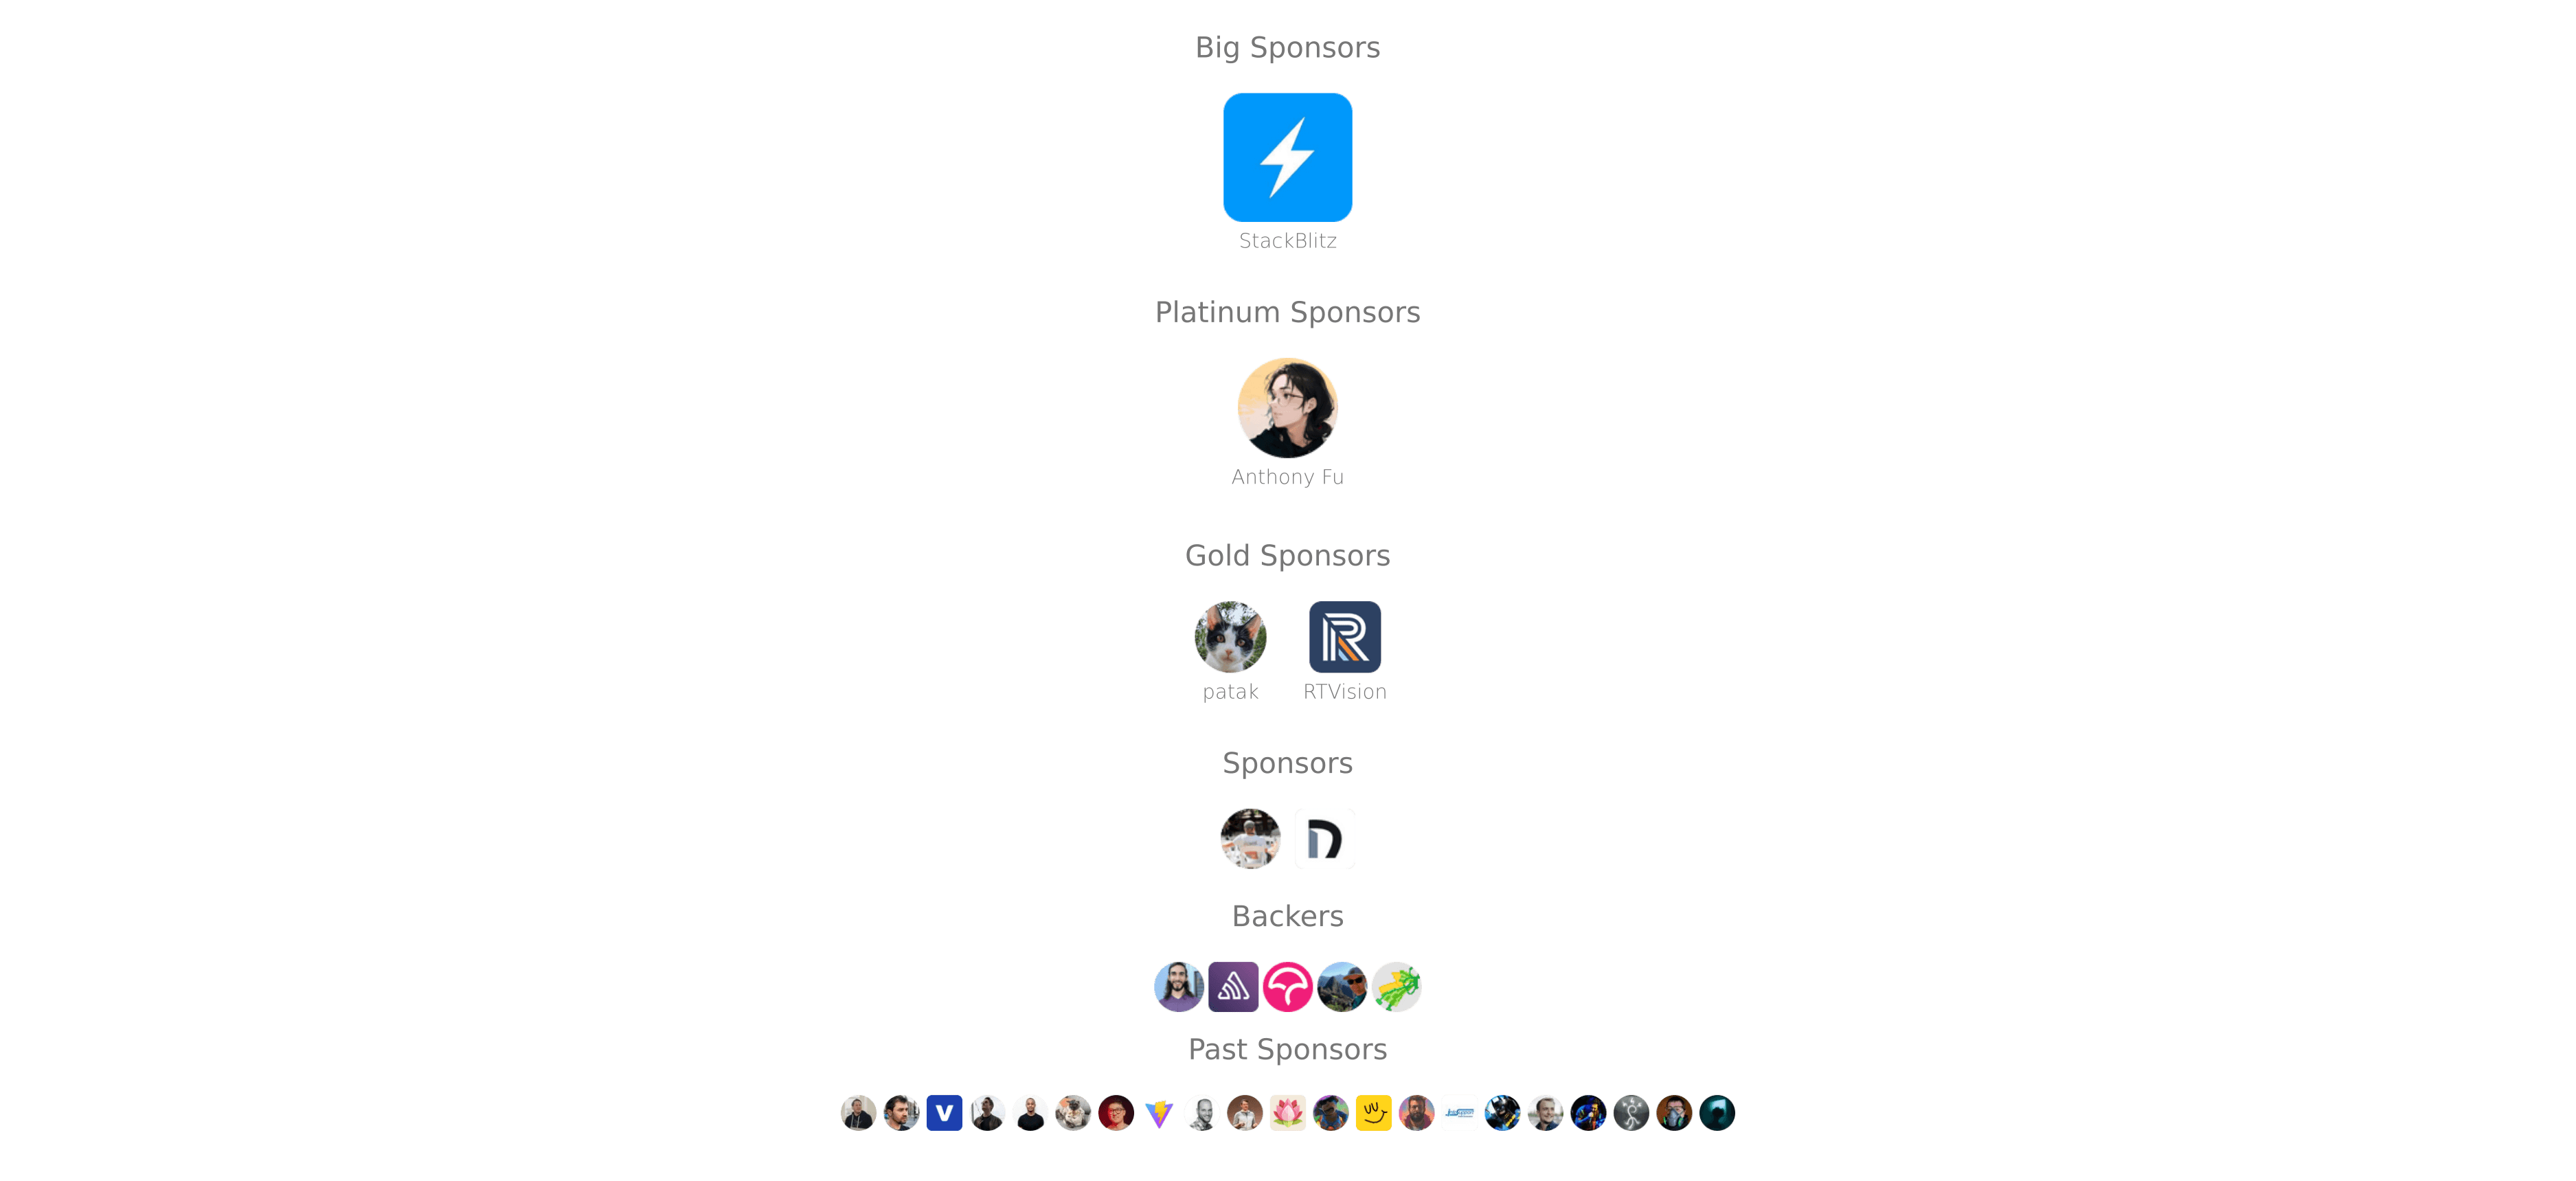 Big Sponsors
StackBlitz
Platinum Sponsors
Anthony Fu
Gold Sponsors
patak RTVision
Sponsors
Backers
Past Sponsors